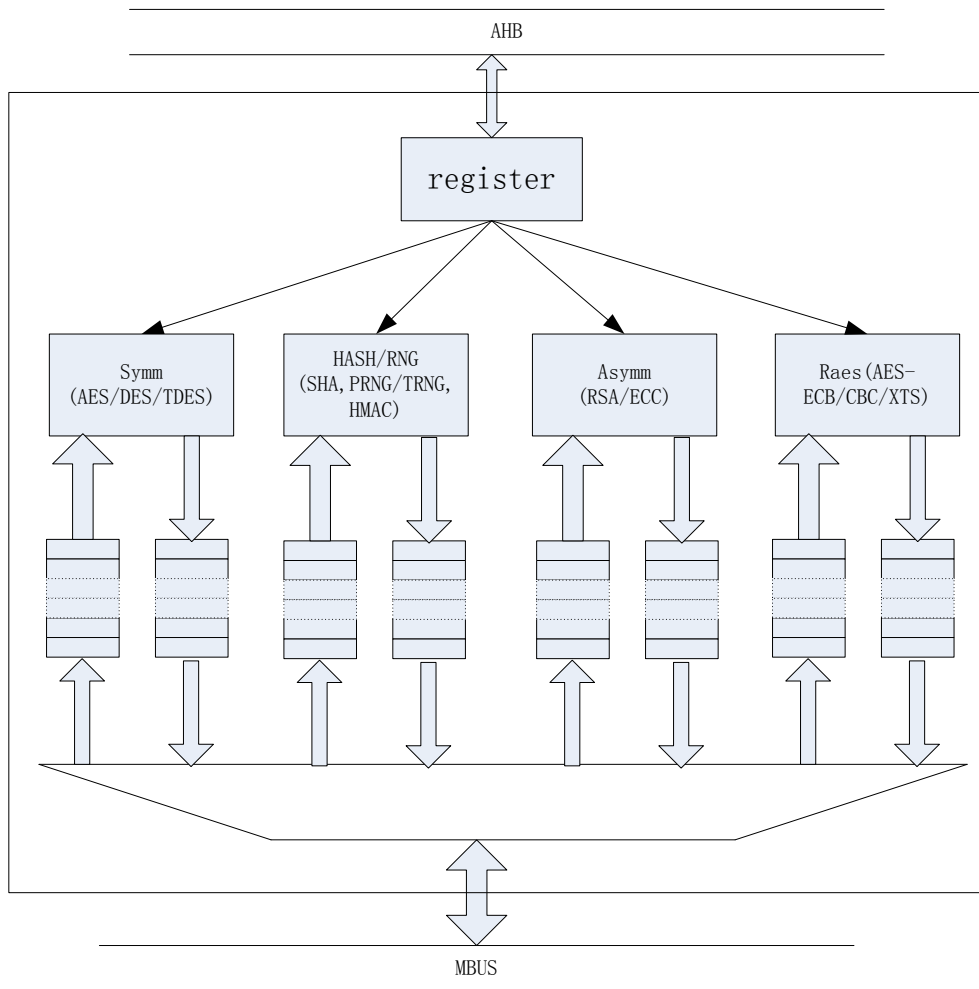 AHB
register
Symm
(AES/DES/TDES)
HASH/RNG
(SHA, PRNG/TRNG,
HMAC)
Asymm
(RSA/ECC)
Raes(AES-
ECB/CBC/XTS)
MBUS